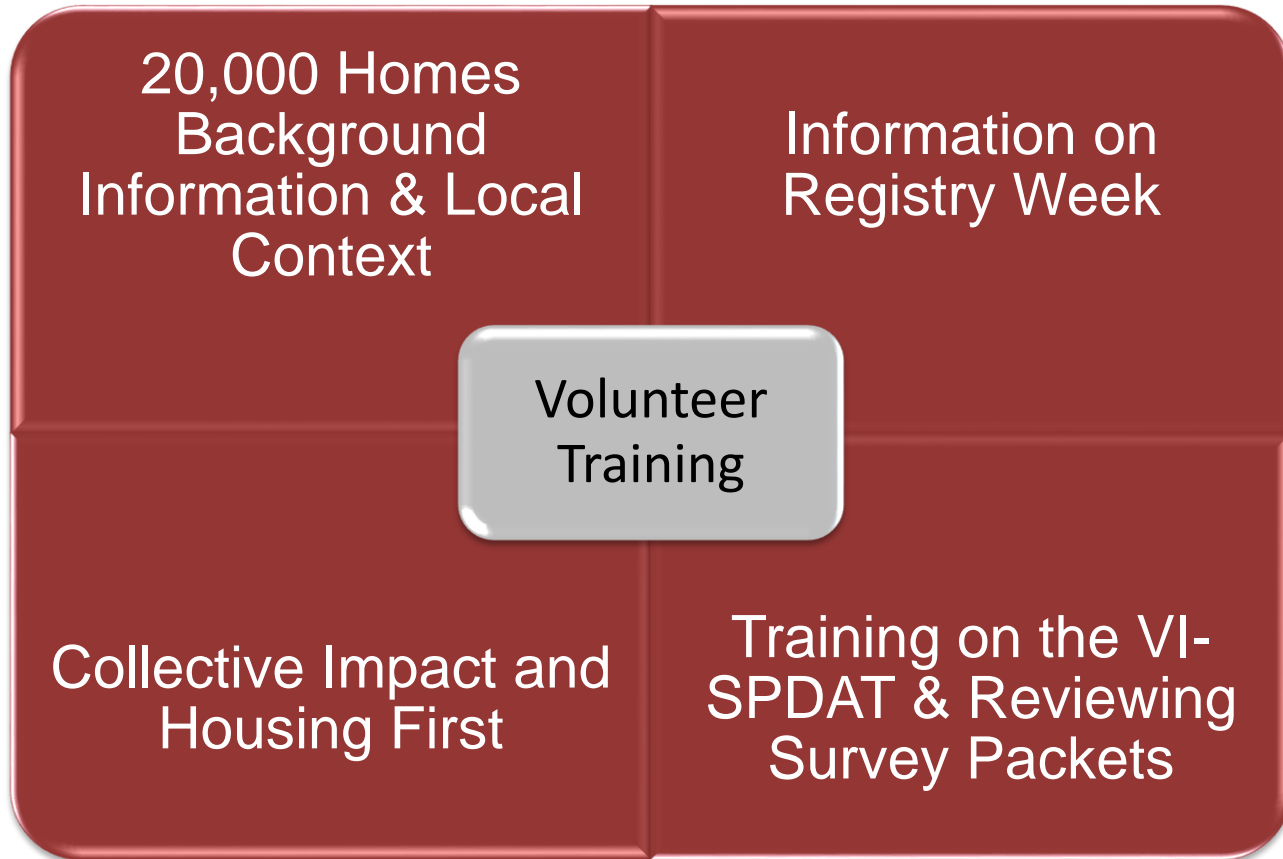 20,000 Homes
Background
Information & Local
Context
Information on
Registry Week
Volunteer
Training
Collective Impact and
Housing First
Training on the VI-
SPDAT & Reviewing
Survey Packets